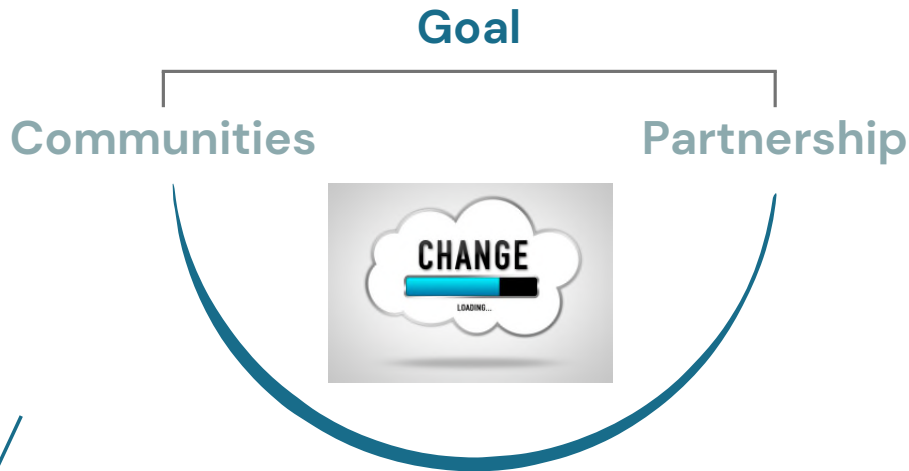 Goal
Communities
Partnership
CHANGE
LOADING...